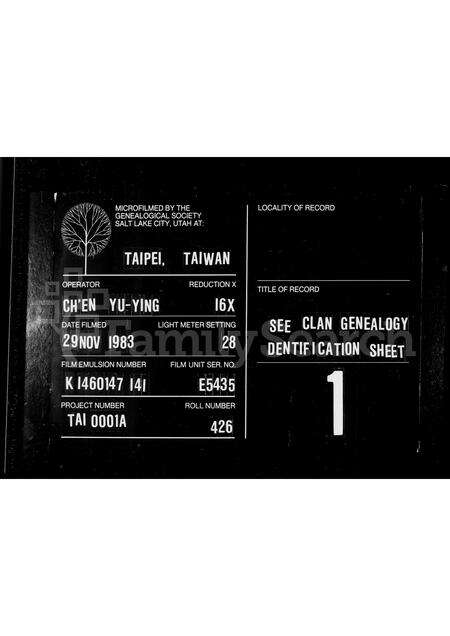 MICROFILMED BY THE
GENEALOGICAL SOCIETY
SALT LAKE CITY, UTAH AT:
TAIPEI, TAIWAN
OPERATOR REDUCTION X
CH'EN YU-YING 16X
DATE FILMED LIGHT METER SETTING
29NOV 1983 28
FILM EMULSION NUMBER FILM UNIT SER. NO.
K 1460147 141 E5435
PROJECT NUMBER ROLL NUMBER
TAI 0001A 426
LOCALITY OF RECORD
TITLE OF RECORD
SEE CLAN GENEALOGY
DENTIFICATION SHEET
1
FamilySearch